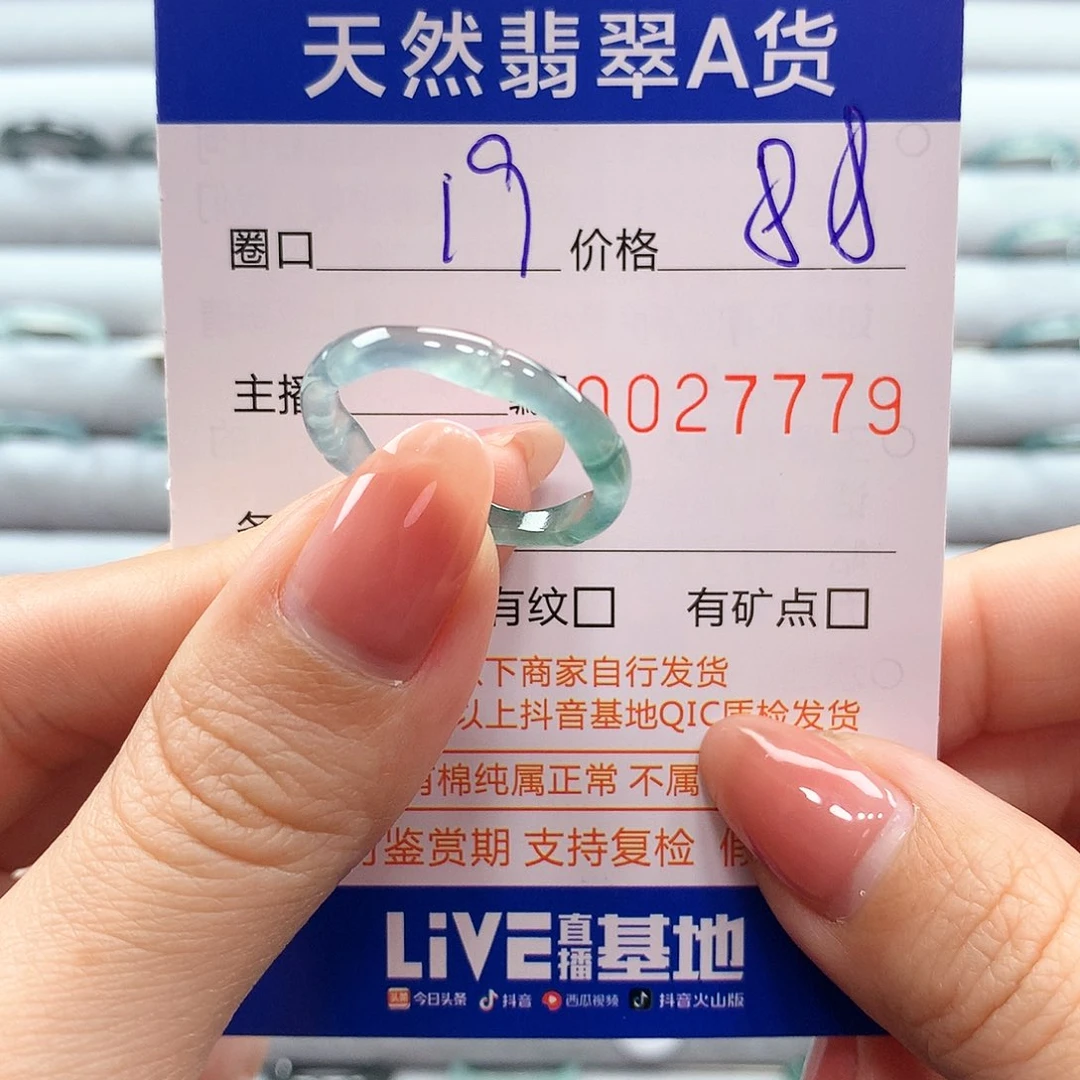 天然翡翠A货
圈口 19 价格 88
主播 0027779
有纹□ 有矿点□
下商家自行发货
以上抖音基地QIC质检发货
棉纯属正常 不属
鉴赏期 支持复检
LiVE直播基地
头条 今日头条 抖音 西瓜视频 抖音火山版